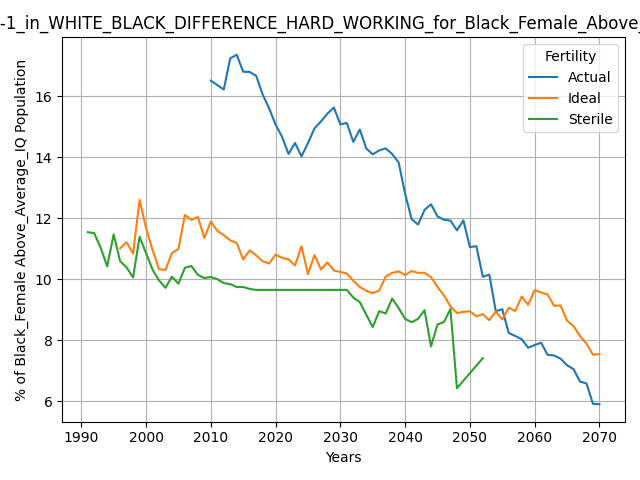 -1_in_WHITE_BLACK_DIFFERENCE_HARD_WORKING_for_Black_Female_Above_
Fertility
Actual
Ideal
Sterile
% of Black_Female Above_Average_IQ Population
16
14
12
10
8
6
1990 2000 2010 2020 2030 2040 2050 2060 2070
Years